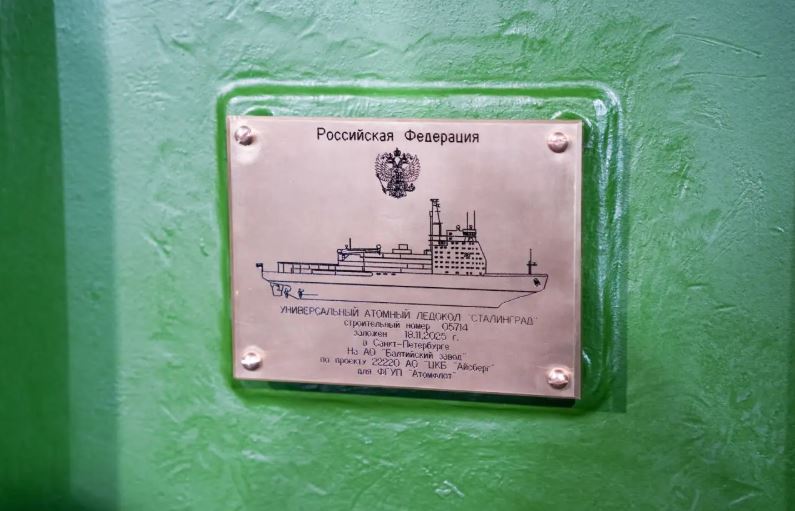 Российская Федерация
УНИВЕРСАЛЬНЫЙ АТОМНЫЙ ЛЕДОКОЛ "СТАЛИНГРАД"
строительный номер 05714
заложен 18.11.2025 г.
в Санкт-Петербурге
На АО "Балтийский завод"
по проекту 22220 АО "ЦКБ "Айсберг"
для ФГУП "Атомфлот"